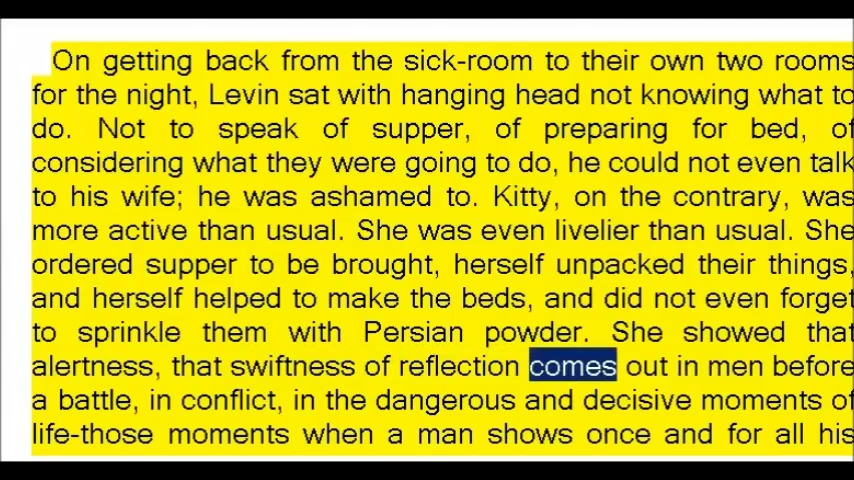 On getting back from the sick-room to their own two rooms
for the night, Levin sat with hanging head not knowing what to
do. Not to speak of supper, of preparing for bed, of
considering what they were going to do, he could not even talk
to his wife; he was ashamed to. Kitty, on the contrary, was
more active than usual. She was even livelier than usual. She
ordered supper to be brought, herself unpacked their things,
and herself helped to make the beds, and did not even forget
to sprinkle them with Persian powder. She showed that
alertness, that swiftness of reflection comes out in men before
a battle, in conflict, in the dangerous and decisive moments of
life-those moments when a man shows once and for all his